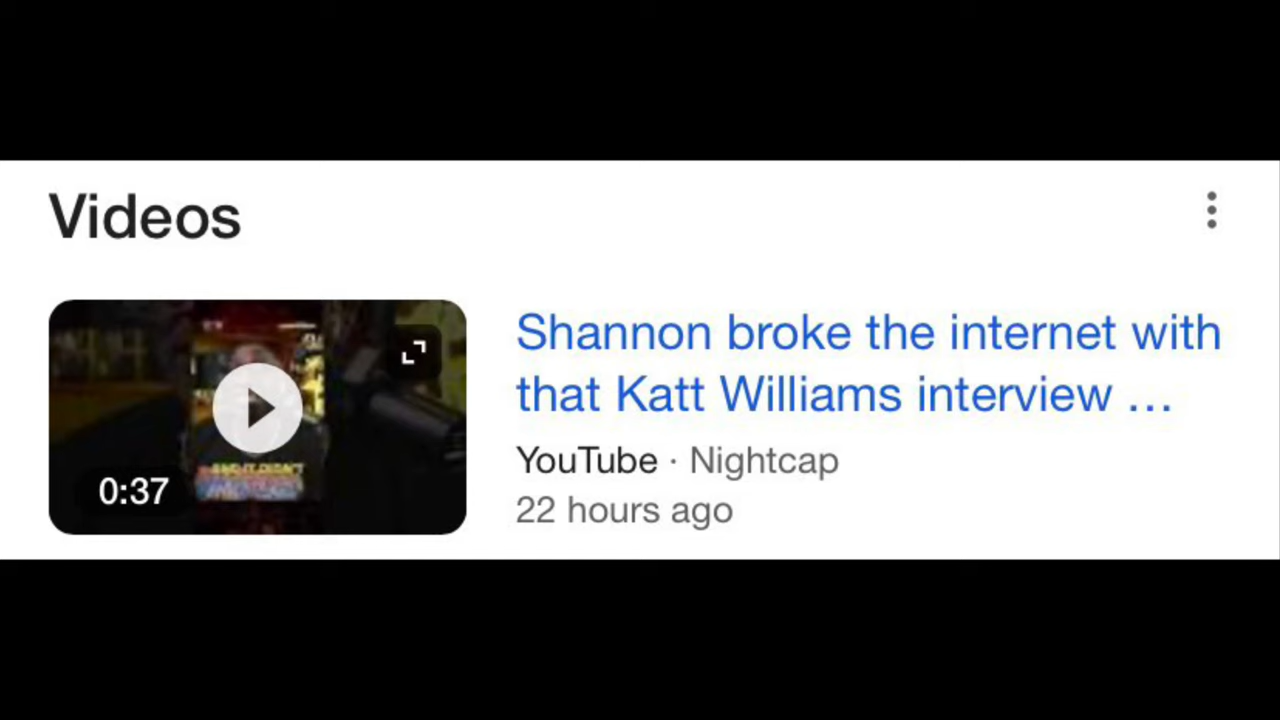 Videos
0:37
Shannon broke the internet with
that Katt Williams interview ...
YouTube · Nightcap
22 hours ago